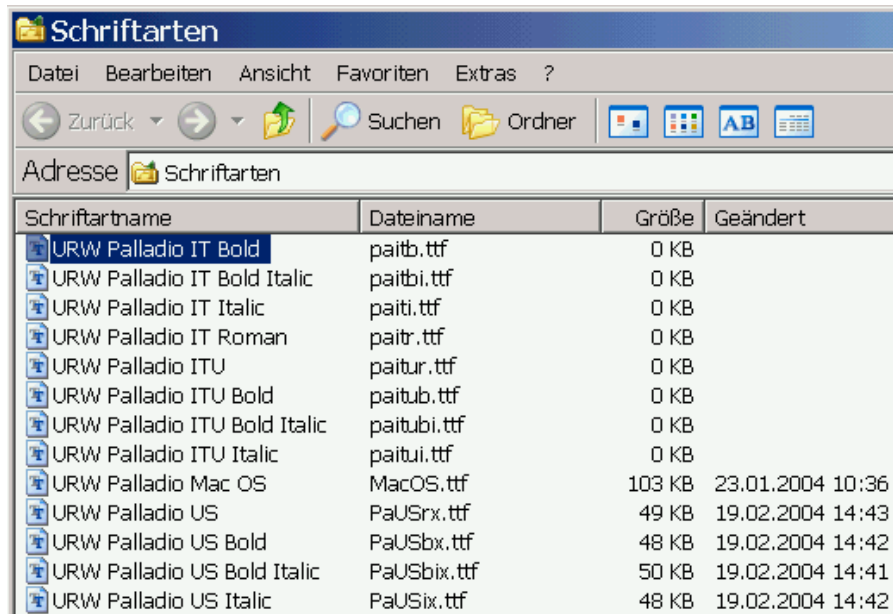 Schriftarten
Datei Bearbeiten Ansicht Favoriten Extras ?
Zurück Suchen Ordner AB
Adresse Schriftarten
Schriftartname Dateiname Größe Geändert
URW Palladio IT Bold paitb.ttf 0 KB
URW Palladio IT Bold Italic paitbi.ttf 0 KB
URW Palladio IT Italic paiti.ttf 0 KB
URW Palladio IT Roman paitr.ttf 0 KB
URW Palladio ITU paitur.ttf 0 KB
URW Palladio ITU Bold paitub.ttf 0 KB
URW Palladio ITU Bold Italic paitubi.ttf 0 KB
URW Palladio ITU Italic paitui.ttf 0 KB
URW Palladio Mac OS MacOS.ttf 103 KB 23.01.2004 10:36
URW Palladio US PaUSrx.ttf 49 KB 19.02.2004 14:43
URW Palladio US Bold PaUSbx.ttf 48 KB 19.02.2004 14:42
URW Palladio US Bold Italic PaUSbix.ttf 50 KB 19.02.2004 14:41
URW Palladio US Italic PaUSix.ttf 48 KB 19.02.2004 14:42